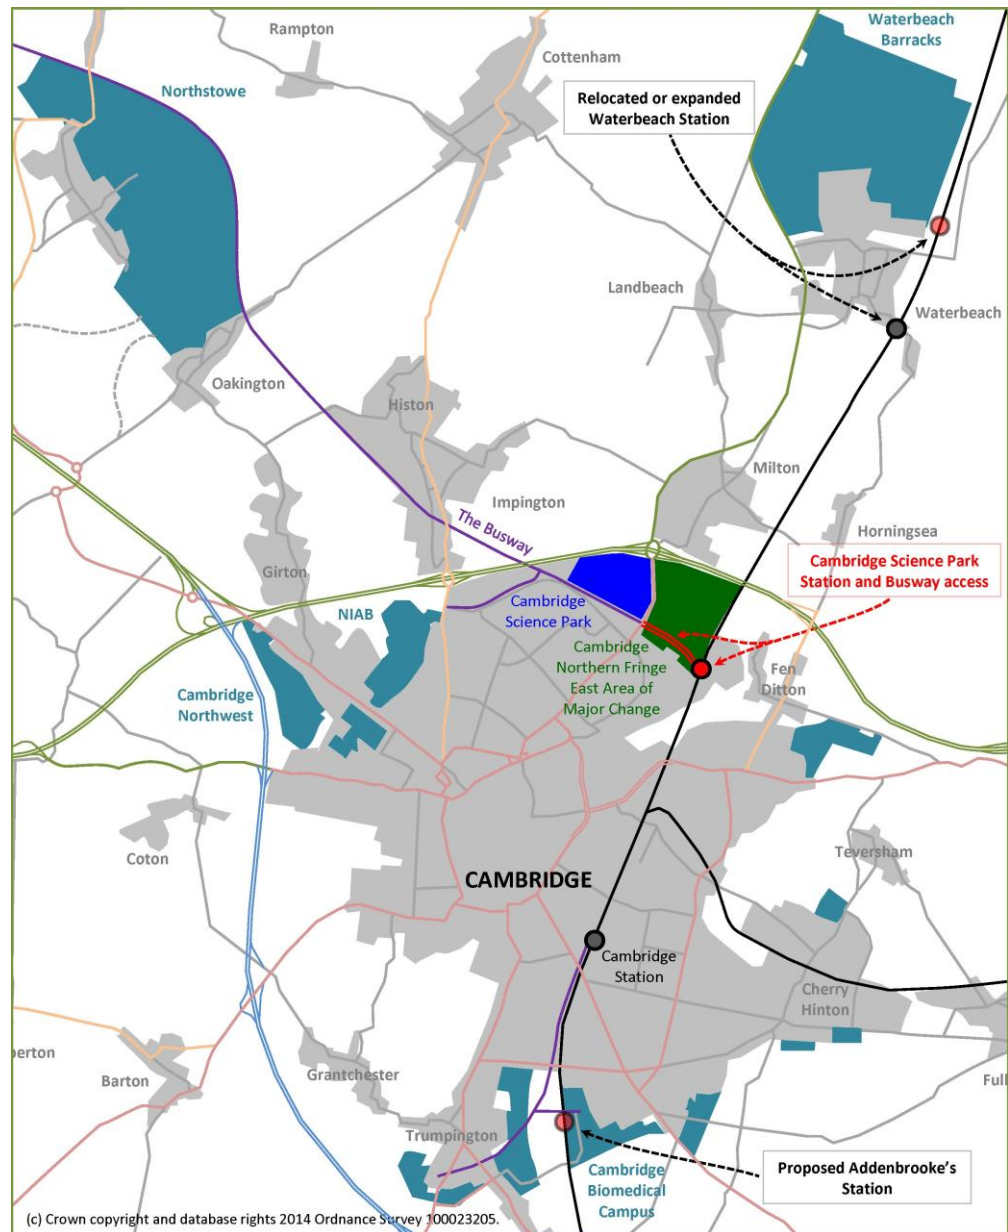 Rampton
Cottenham
Waterbeach
Barracks
Northstowe
Relocated or expanded
Waterbeach Station
Landbeach
Waterbeach
Oakington
Histon
Milton
Impington
The Busway
Horningsea
Girton
Cambridge Science Park
Station and Busway access
NIAB
Cambridge
Science Park
Cambridge
Northern Fringe
East Area of
Major Change
Fen
Ditton
Cambridge
Northwest
Coton
Teversham
CAMBRIDGE
Cambridge
Station
Cherry
Hinton
perton
Barton
Grantchester
Full
Trumpington
Cambridge
Biomedical
Campus
Proposed Addenbrooke's
Station
(c) Crown copyright and database rights 2014 Ordnance Survey 100023205.